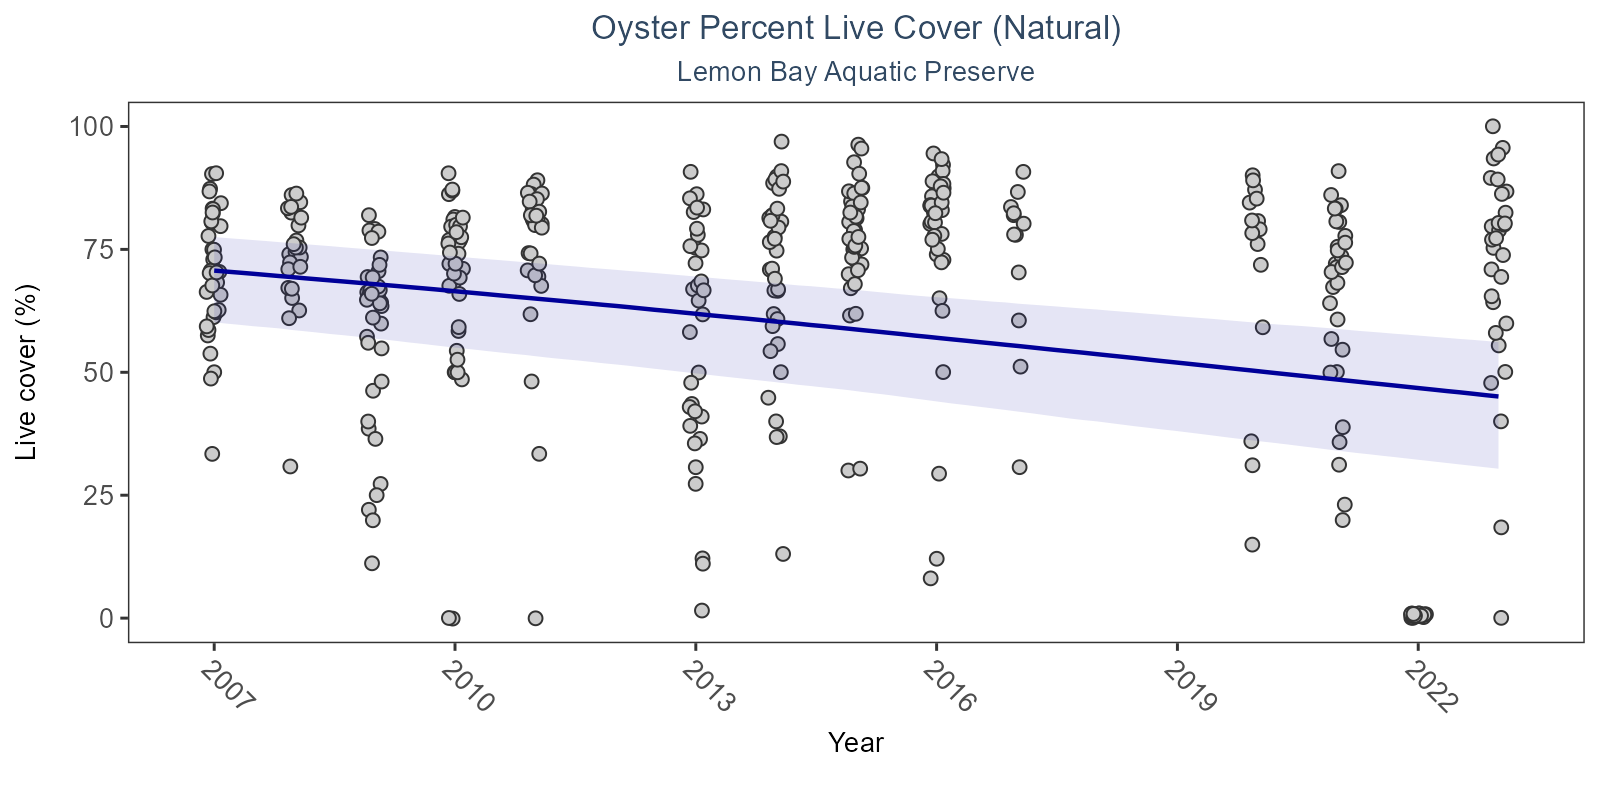 Oyster Percent Live Cover (Natural)
Lemon Bay Aquatic Preserve
Live cover (%)
100
75
50
25
0
2007
2010
2013
2016
2019
2022
Year